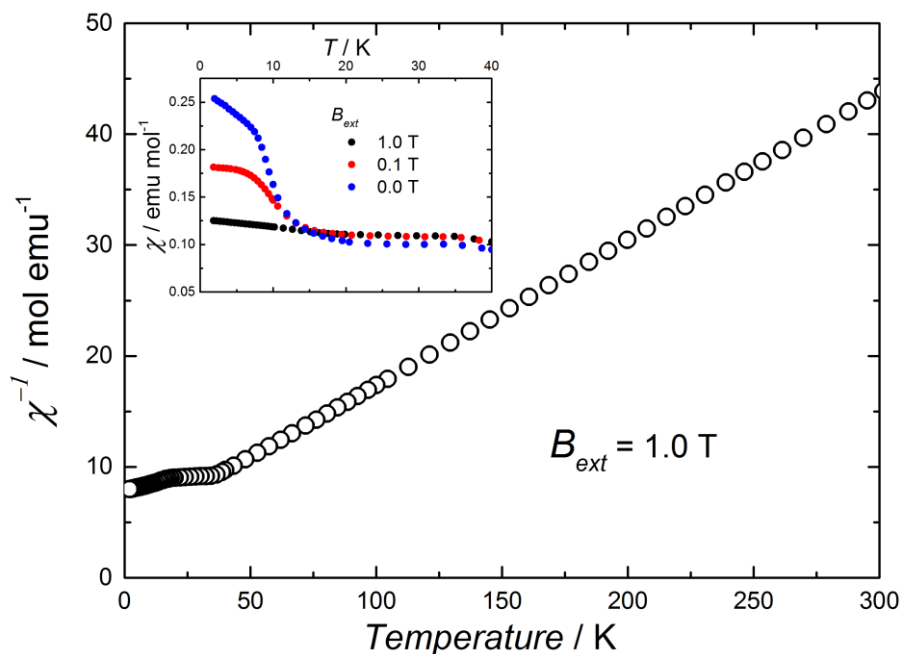 T / K
2 10 20 30 40
0.25
0.20
0.15
0.10
0.05
χ / emu mol⁻¹
B_ext
1.0 T
0.1 T
0.0 T
50
40
30
20
10
0
χ⁻¹ / mol emu⁻¹
B_ext = 1.0 T
0 50 100 150 200 250 300
Temperature / K